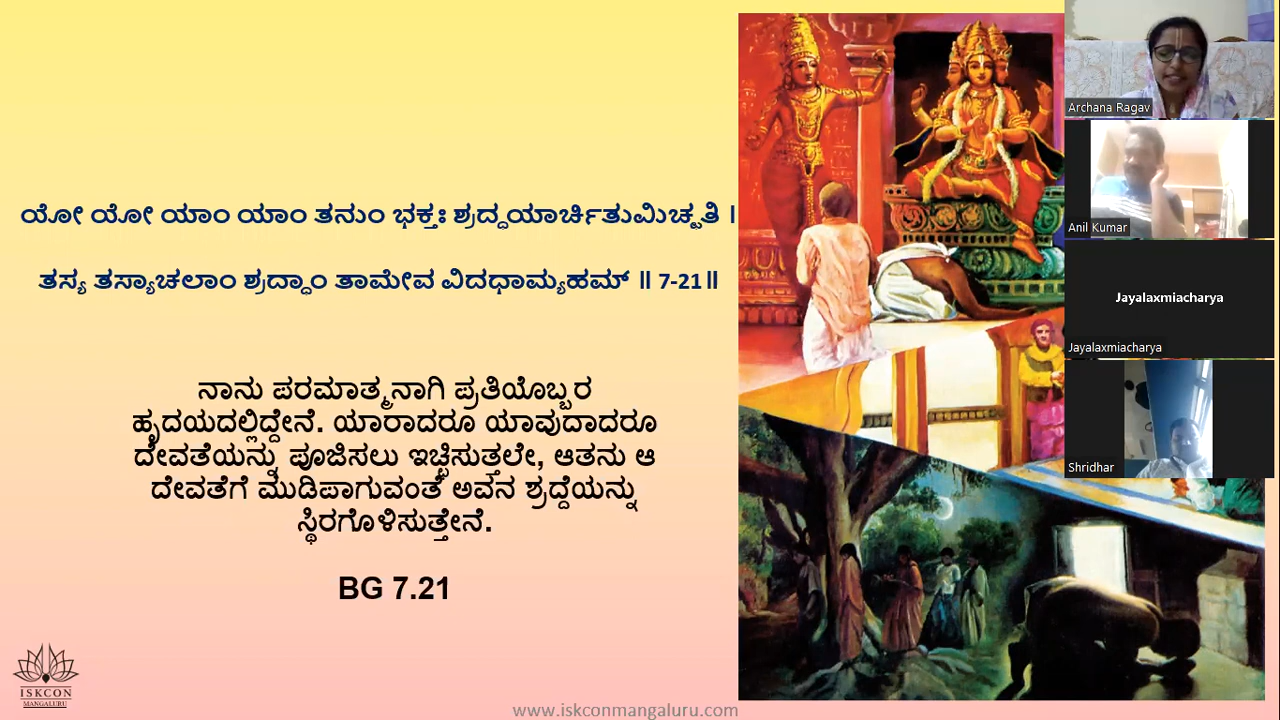 ಯೋ ಯೋ ಯಾಂ ಯಾಂ ತನುಂ ಭಕ್ತಃ ಶ್ರದ್ಧಯಾರ್ಚಿತುಮಿಚ್ಛತಿ ।
ತಸ್ಯ ತಸ್ಯಾಚಲಾಂ ಶ್ರದ್ಧಾಂ ತಾಮೇವ ವಿದಧಾಮ್ಯಹಮ್ ॥ 7-21॥
ನಾನು ಪರಮಾತ್ಮನಾಗಿ ಪ್ರತಿಯೊಬ್ಬರ
ಹೃದಯದಲ್ಲಿದ್ದೇನೆ. ಯಾರಾದರೂ ಯಾವುದಾದರೂ
ದೇವತೆಯನ್ನು ಪೂಜಿಸಲು ಇಚ್ಛಿಸುತ್ತಲೇ, ಆತನು ಆ
ದೇವತೆಗೆ ಮುಡಿಪಾಗುವಂತೆ ಅವನ ಶ್ರದ್ದೆಯನ್ನು
ಸ್ಥಿರಗೊಳಿಸುತ್ತೇನೆ.
BG 7.21
ISKCON
MANGALURU
www.iskconmangaluru.com
Archana Ragav
Anil Kumar
Jayalaxmiacharya
Jayalaxmiacharya
Shridhar